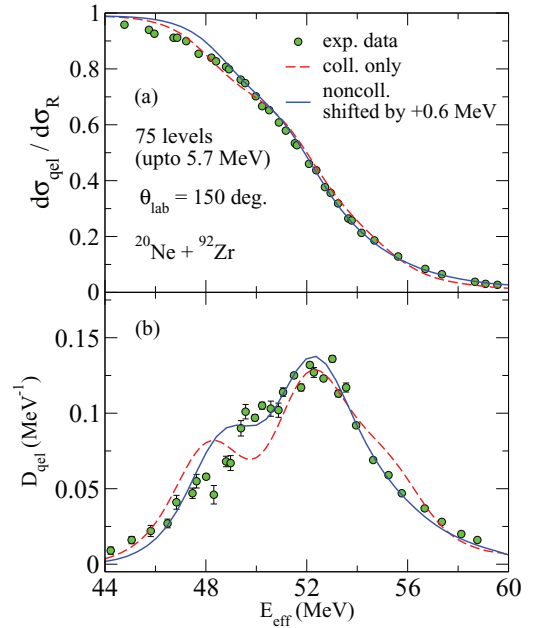 1
0.8
0.6
0.4
0.2
0
dσqel / dσR
exp. data
coll. only
noncoll.
shifted by +0.6 MeV
(a)
75 levels
(upto 5.7 MeV)
θlab = 150 deg.
²⁰Ne + ⁹²Zr
(b)
0.15
0.1
0.05
0
Dqel (MeV⁻¹)
44 48 52 56 60
Eeff (MeV)